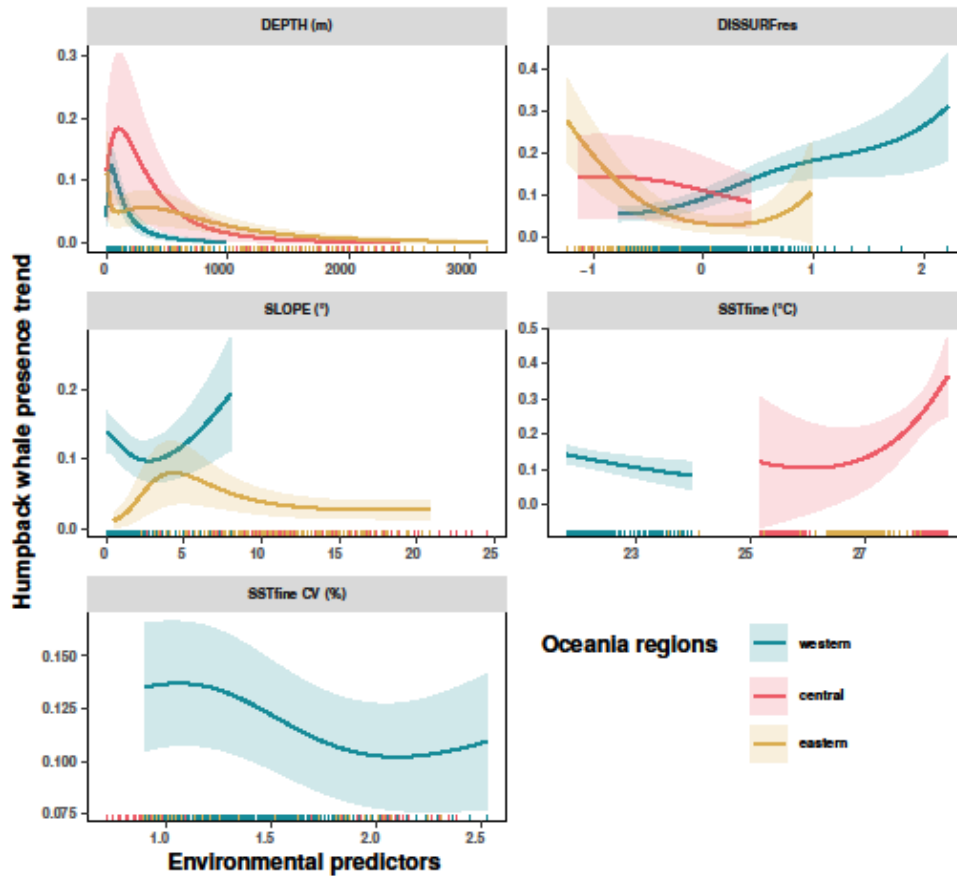 DEPTH (m)
DISSURFres
0.3
0.2
0.1
0.0
0 1000 2000 3000
0.4
0.3
0.2
0.1
0.0
-1 0 1 2
SLOPE (°)
SSTfine (°C)
0.2
0.1
0.0
0 5 10 15 20 25
0.5
0.4
0.3
0.2
0.1
0.0
23 25 27
SSTfine CV (%)
0.150
0.125
0.100
0.075
1.0 1.5 2.0 2.5
Humpback whale presence trend
Environmental predictors
Oceania regions
western
central
eastern